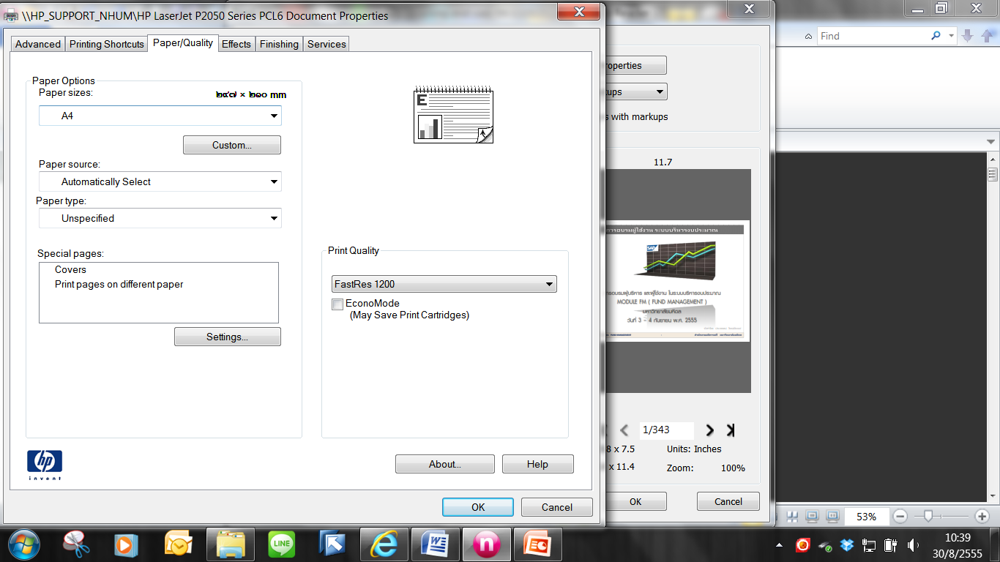 \\HP_SUPPORT_NHUM\HP LaserJet P2050 Series PCL6 Document Properties
Advanced
Printing Shortcuts
Paper/Quality
Effects
Finishing
Services
Paper Options
Paper sizes:
๒๙๗ × ๒๑๐ mm
A4
Custom...
Paper source:
Automatically Select
Paper type:
Unspecified
Special pages:
Covers
Print pages on different paper
Settings...
E
Print Quality
FastRes 1200
EconoMode
(May Save Print Cartridges)
hp
invent
About...
Help
OK
Cancel
roperties
kups
s with markups
11.7
การอบรมผู้ใช้งาน ระบบบริหารงบประมาณ
SAP
การอบรมผู้บริหาร และผู้ใช้งาน ในระบบบริหารงบประมาณ
MODULE FM ( FUND MANAGEMENT )
มหาวิทยาลัยมหิดล
วันที่ 3 - 4 กันยายน พ.ศ. 2555
1/343
8 x 7.5
Units: Inches
x 11.4
Zoom:
100%
OK
Cancel
Find
53%
LINE
10:39
30/8/2555